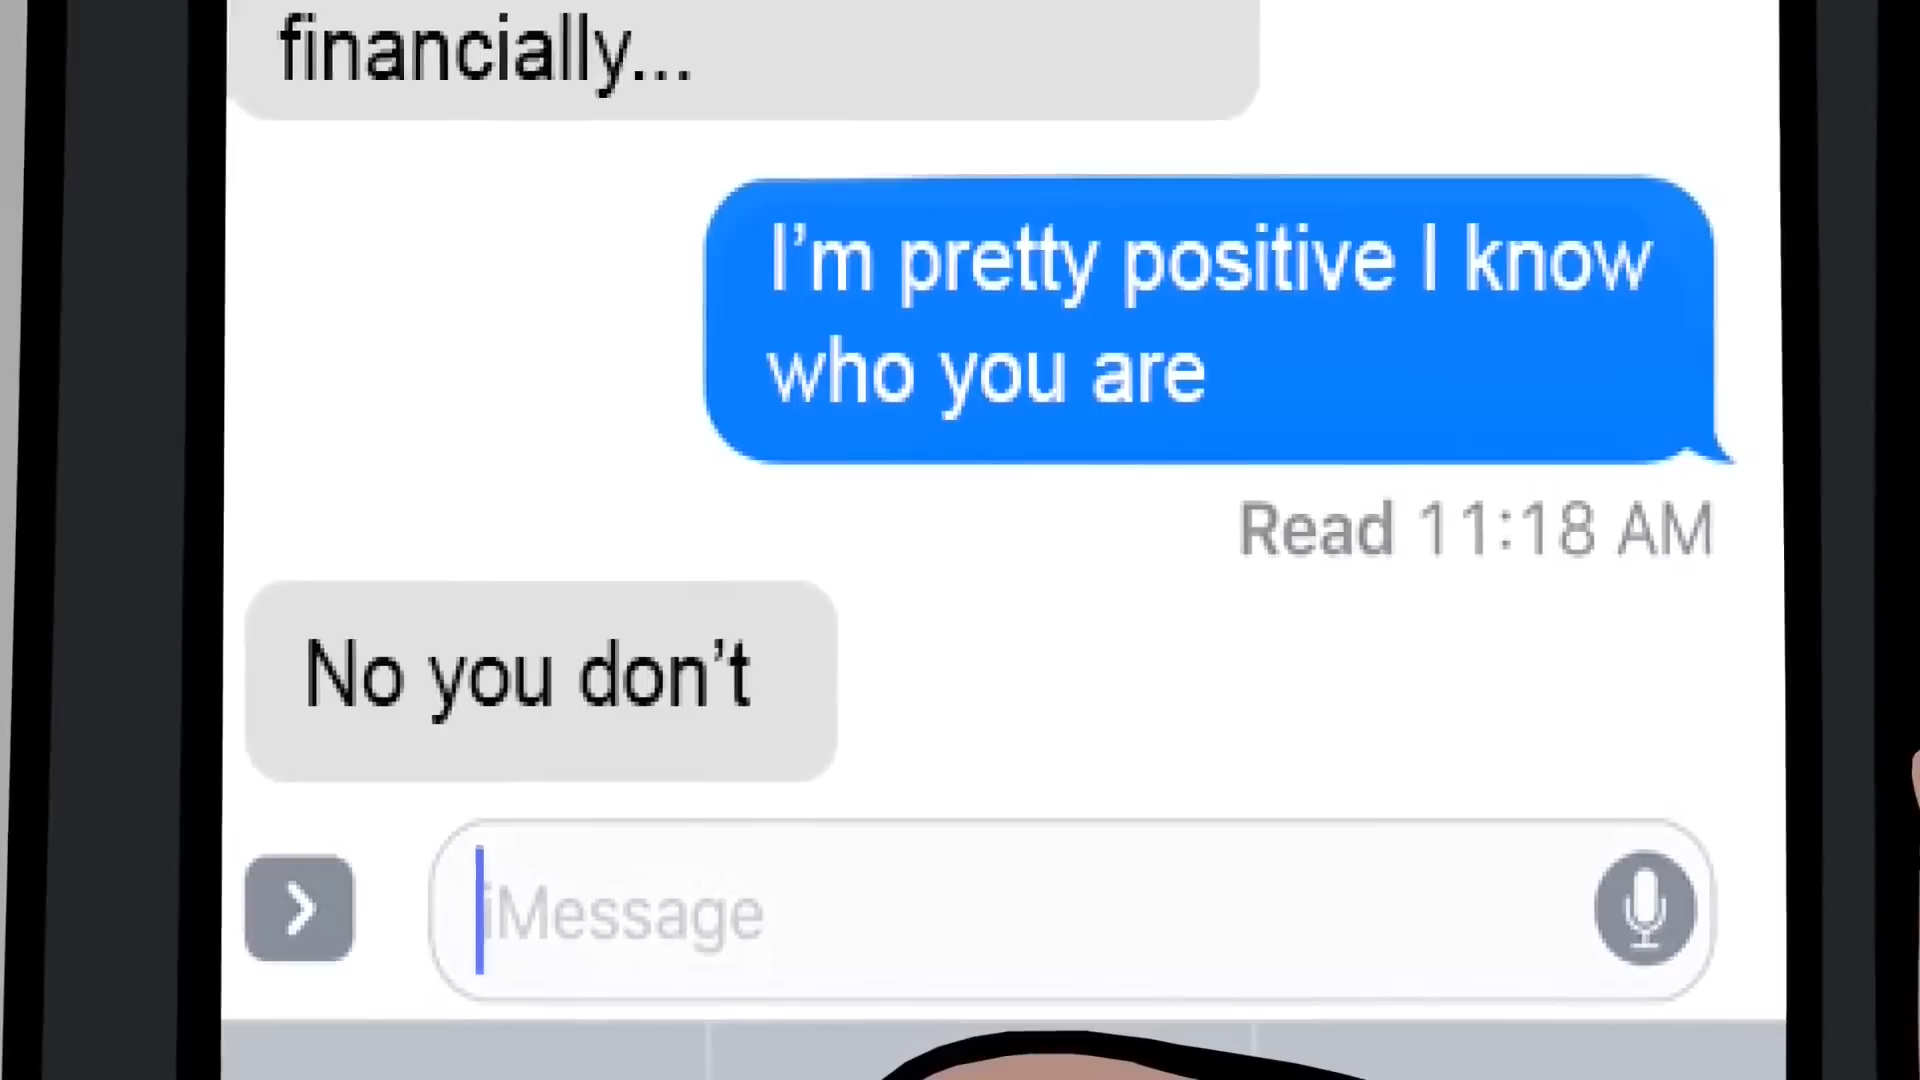 financially...
I’m pretty positive I know
who you are
Read 11:18 AM
No you don’t
iMessage